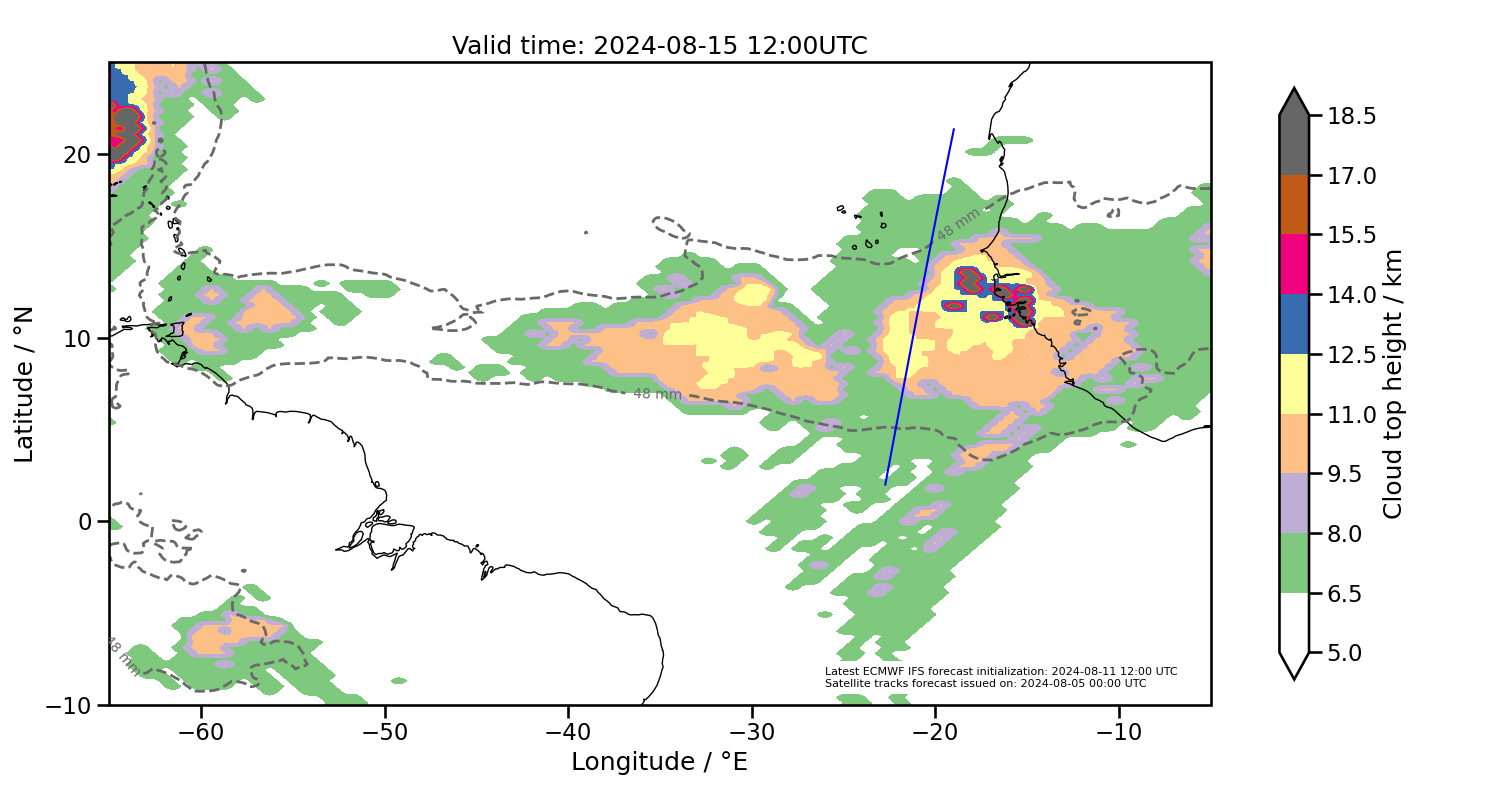 Valid time: 2024-08-15 12:00UTC
Latitude / °N
20
10
0
−10
−60
−50
−40
−30
−20
−10
Longitude / °E
48 mm
48 mm
48 mm
Latest ECMWF IFS forecast initialization: 2024-08-11 12:00 UTC
Satellite tracks forecast issued on: 2024-08-05 00:00 UTC
18.5
17.0
15.5
14.0
12.5
11.0
9.5
8.0
6.5
5.0
Cloud top height / km